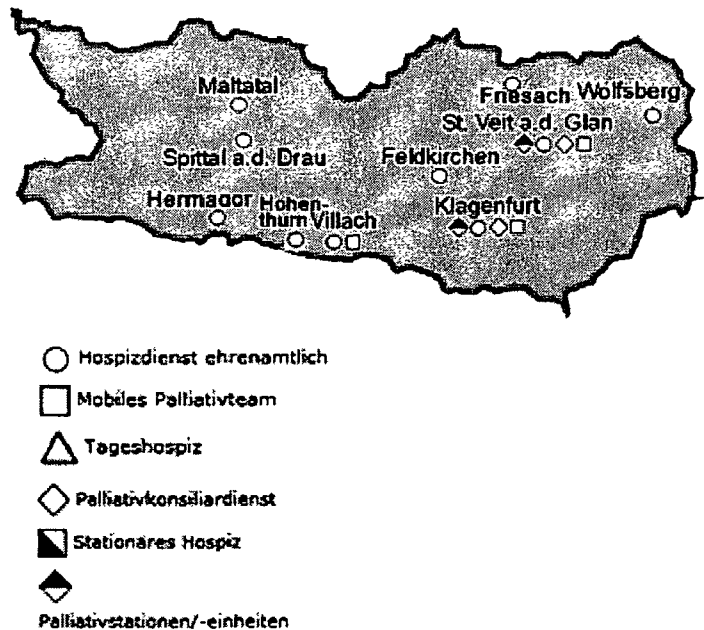 Maltatal
Friesach Wolfsberg
St. Veit a.d. Glan
Spittal a.d. Drau
Feldkirchen
Hermagor
Hohen-
thurn
Villach
Klagenfurt
Hospizdienst ehrenamtlich
Mobiles Palliativteam
Tageshospiz
Palliativkonsiliardienst
Stationäres Hospiz
Palliativstationen/-einheiten